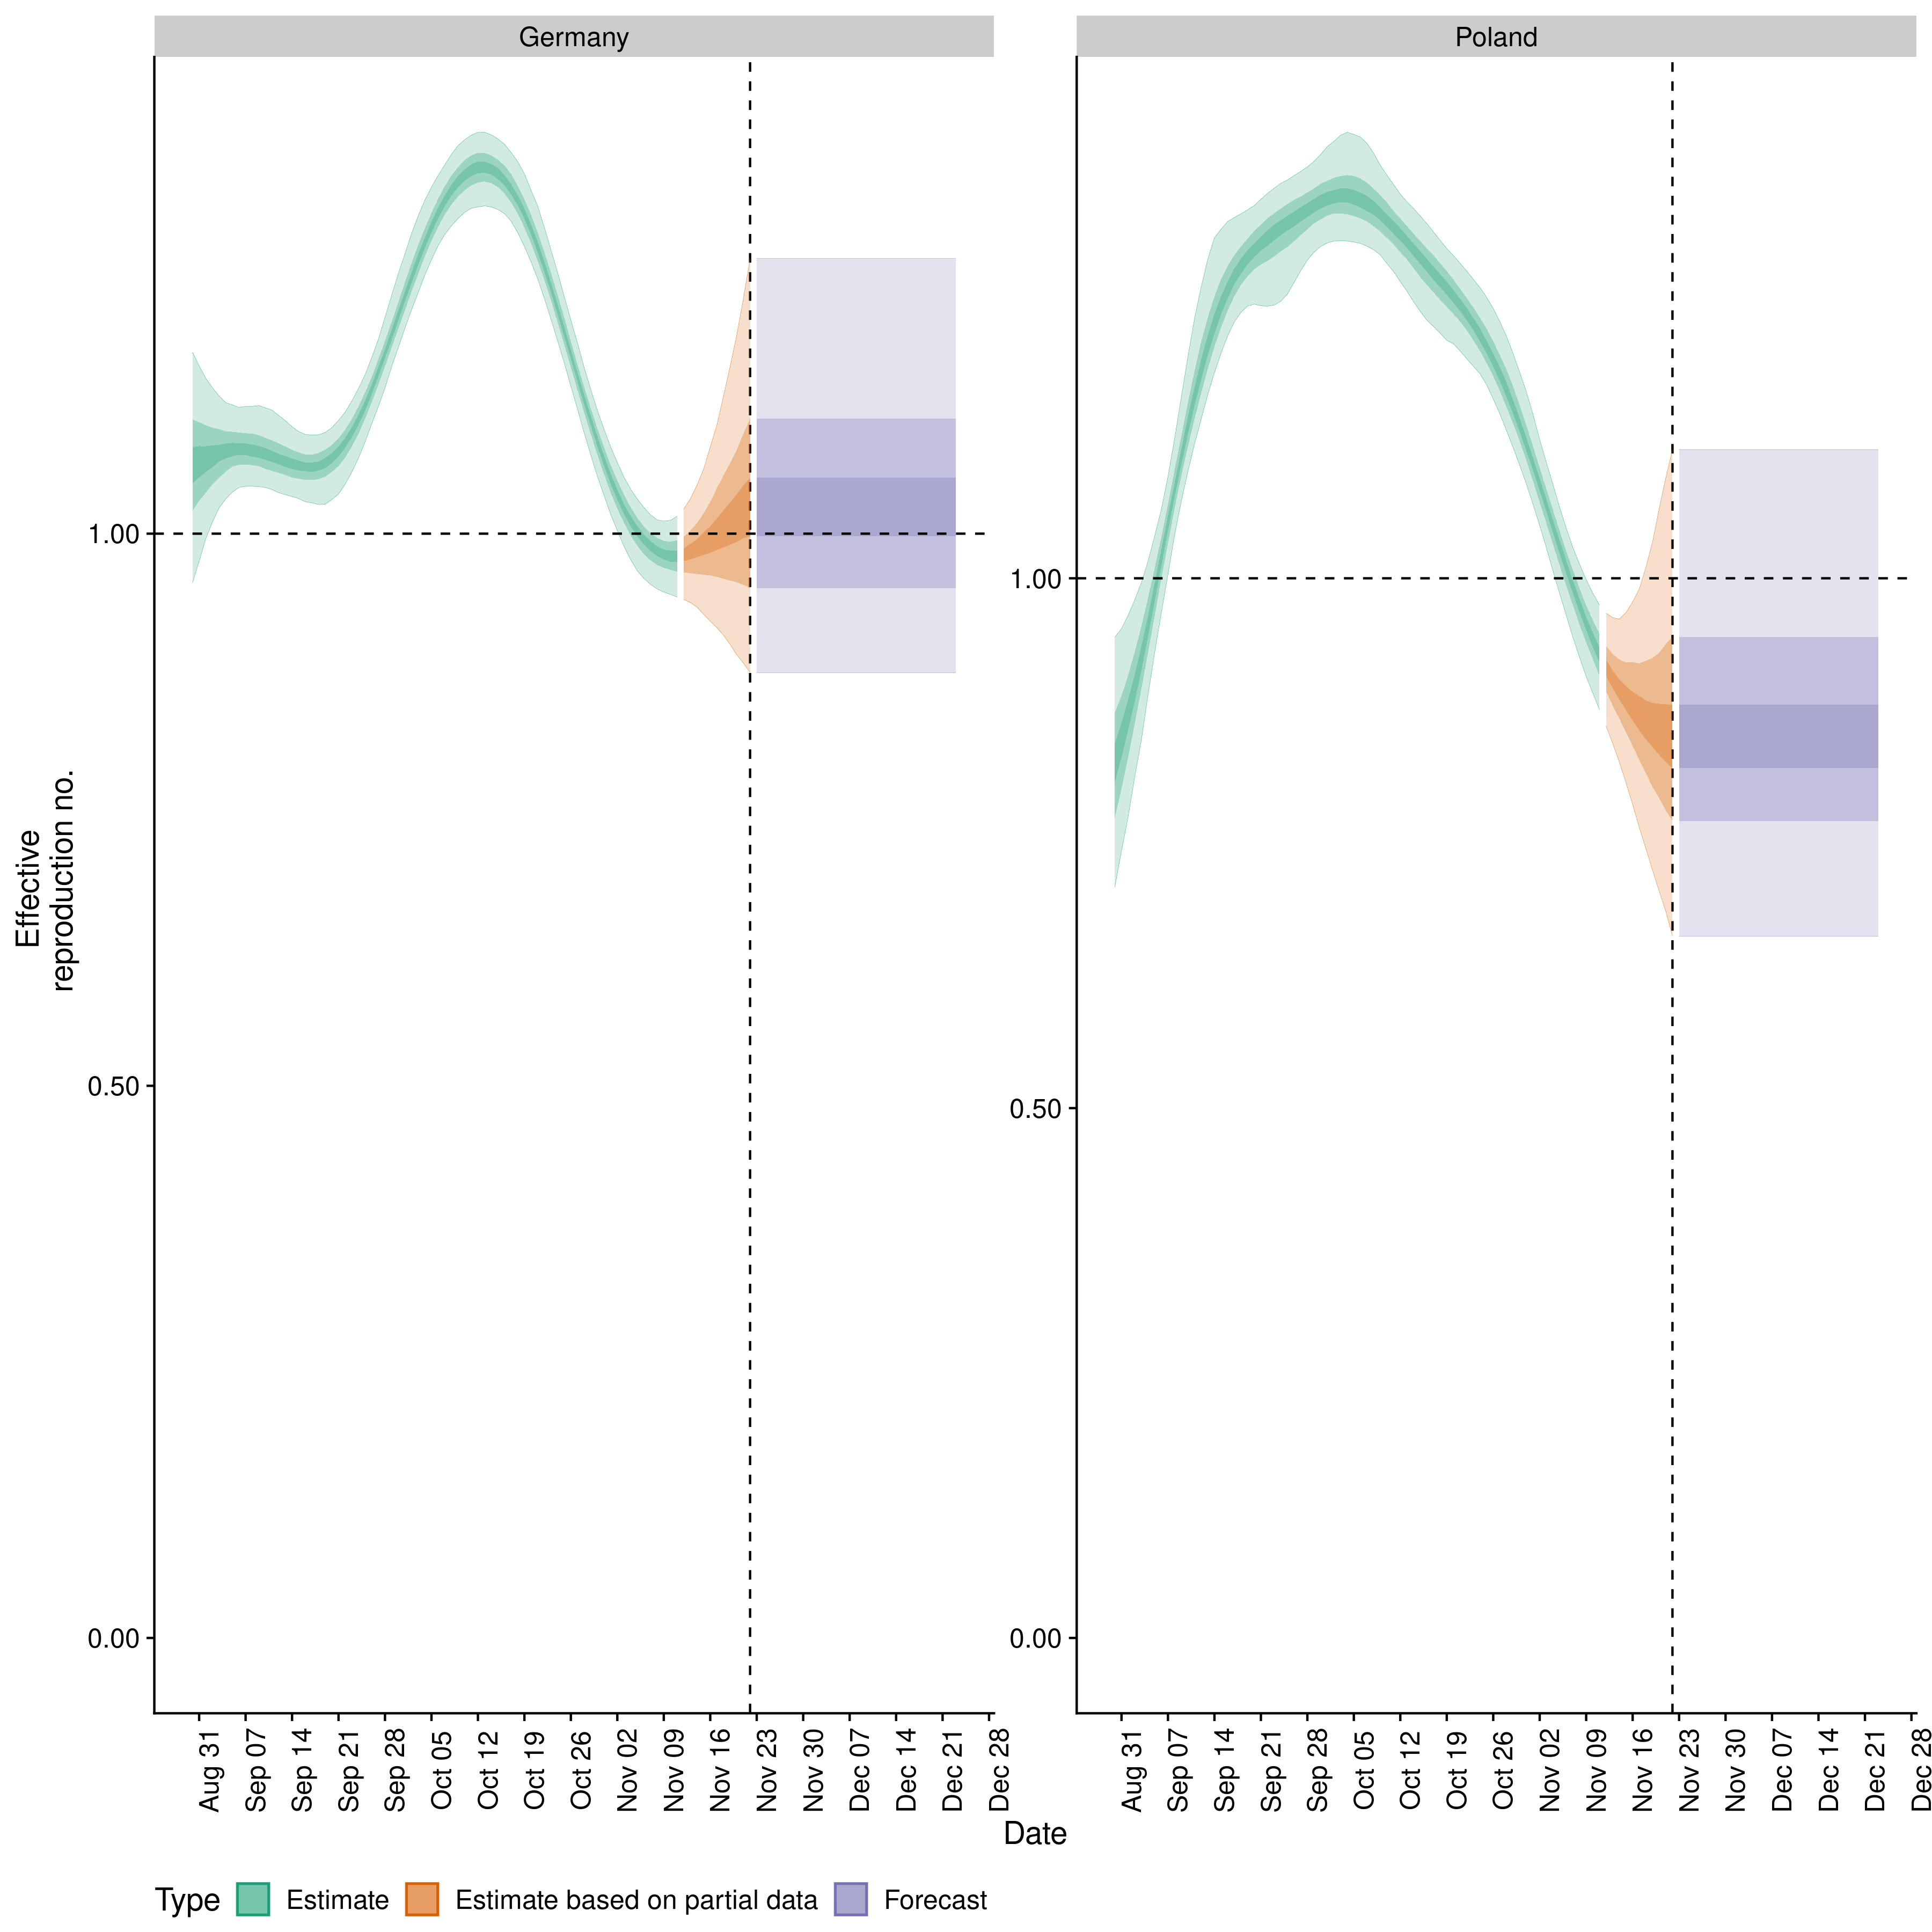 Germany
Poland
Effective
reproduction no.
1.00
0.50
0.00
1.00
0.50
0.00
Aug 31
Sep 07
Sep 14
Sep 21
Sep 28
Oct 05
Oct 12
Oct 19
Oct 26
Nov 02
Nov 09
Nov 16
Nov 23
Nov 30
Dec 07
Dec 14
Dec 21
Dec 28
Aug 31
Sep 07
Sep 14
Sep 21
Sep 28
Oct 05
Oct 12
Oct 19
Oct 26
Nov 02
Nov 09
Nov 16
Nov 23
Nov 30
Dec 07
Dec 14
Dec 21
Dec 28
Date
Type Estimate Estimate based on partial data Forecast